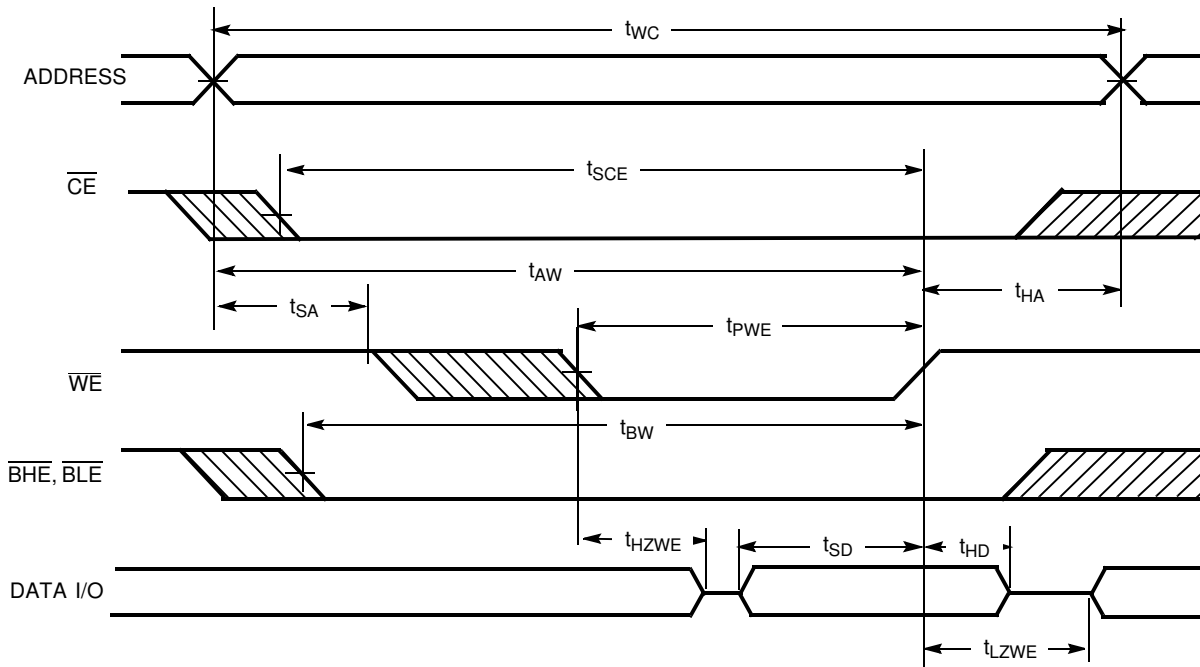 tWC
ADDRESS
tSCE
CE
tAW
tSA
tHA
tPWE
WE
tBW
BHE, BLE
tHZWE
tSD
tHD
DATA I/O
tLZWE